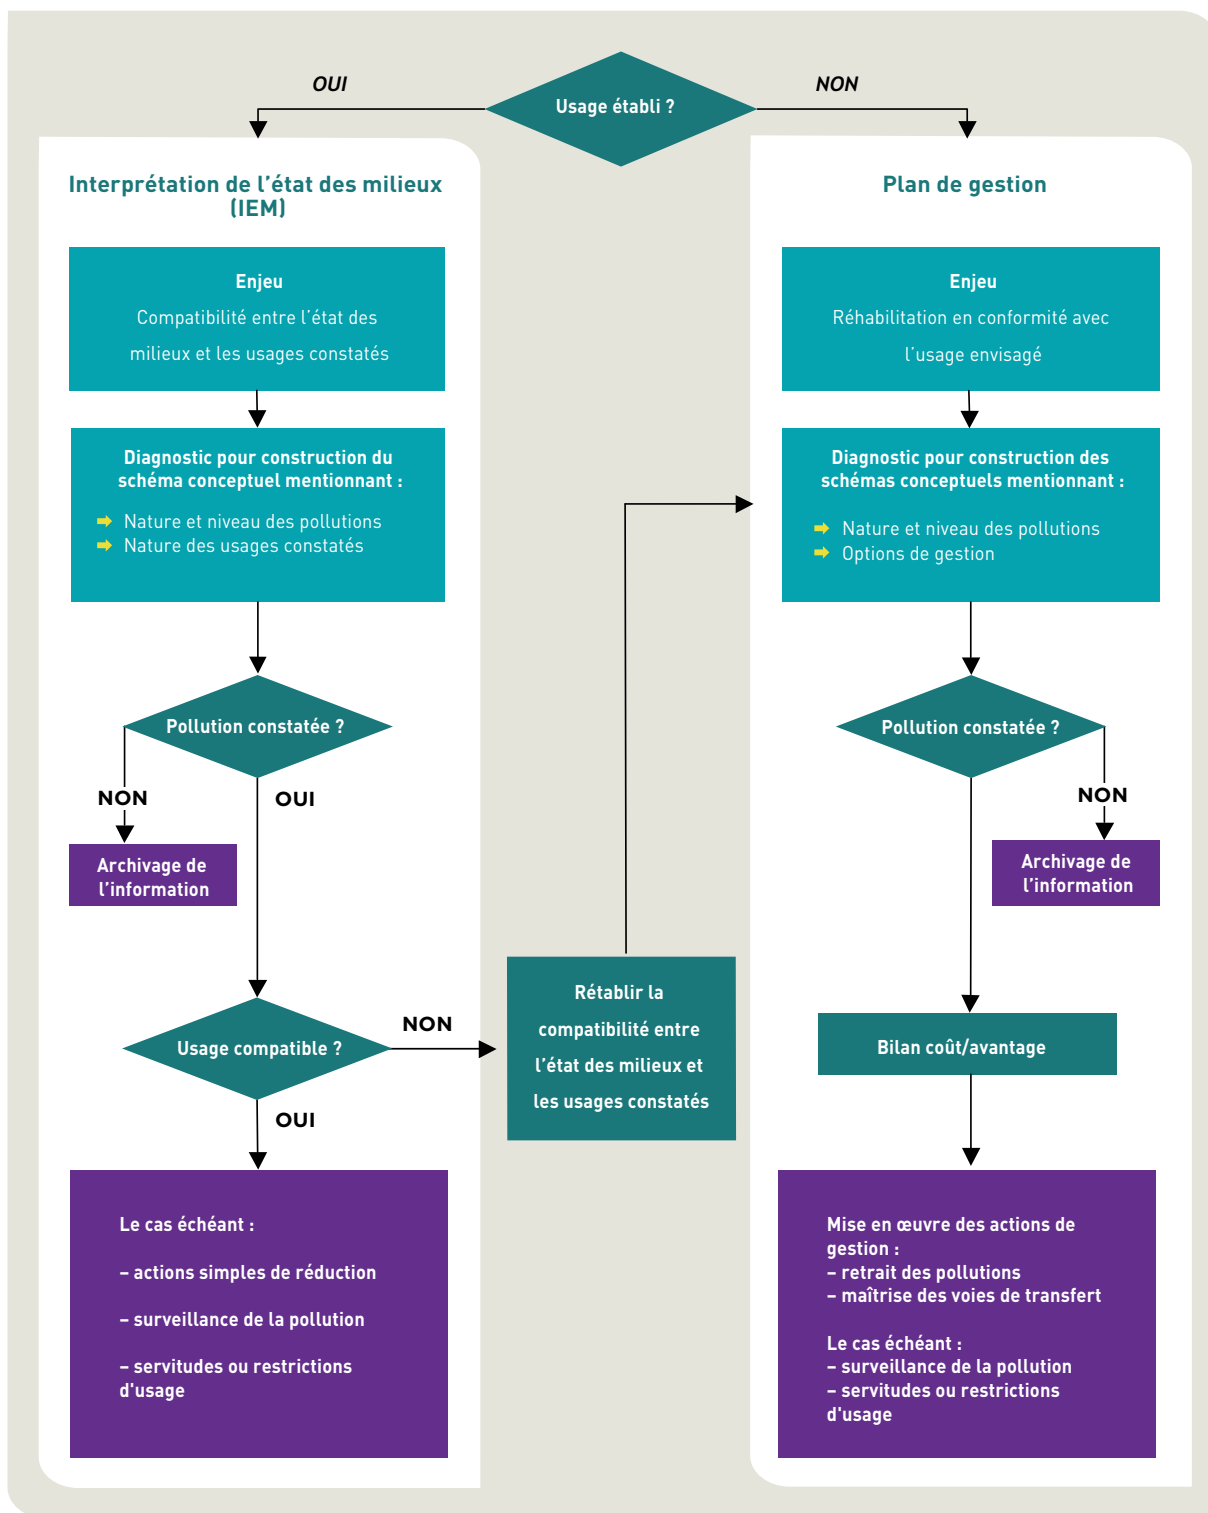 Usage établi ?
OUI
NON
Interprétation de l'état des milieux
(IEM)
Enjeu
Compatibilité entre l'état des
milieux et les usages constatés
Diagnostic pour construction du
schéma conceptuel mentionnant :
Nature et niveau des pollutions
Nature des usages constatés
Pollution constatée ?
NON
OUI
Archivage de
l'information
Usage compatible ?
NON
OUI
Le cas échéant :
– actions simples de réduction
– surveillance de la pollution
– servitudes ou restrictions
d'usage
Rétablir la
compatibilité entre
l'état des milieux et
les usages constatés
Plan de gestion
Enjeu
Réhabilitation en conformité avec
l'usage envisagé
Diagnostic pour construction des
schémas conceptuels mentionnant :
Nature et niveau des pollutions
Options de gestion
Pollution constatée ?
NON
Archivage de
l'information
Bilan coût/avantage
Mise en œuvre des actions de
gestion :
– retrait des pollutions
– maîtrise des voies de transfert
Le cas échéant :
– surveillance de la pollution
– servitudes ou restrictions
d'usage